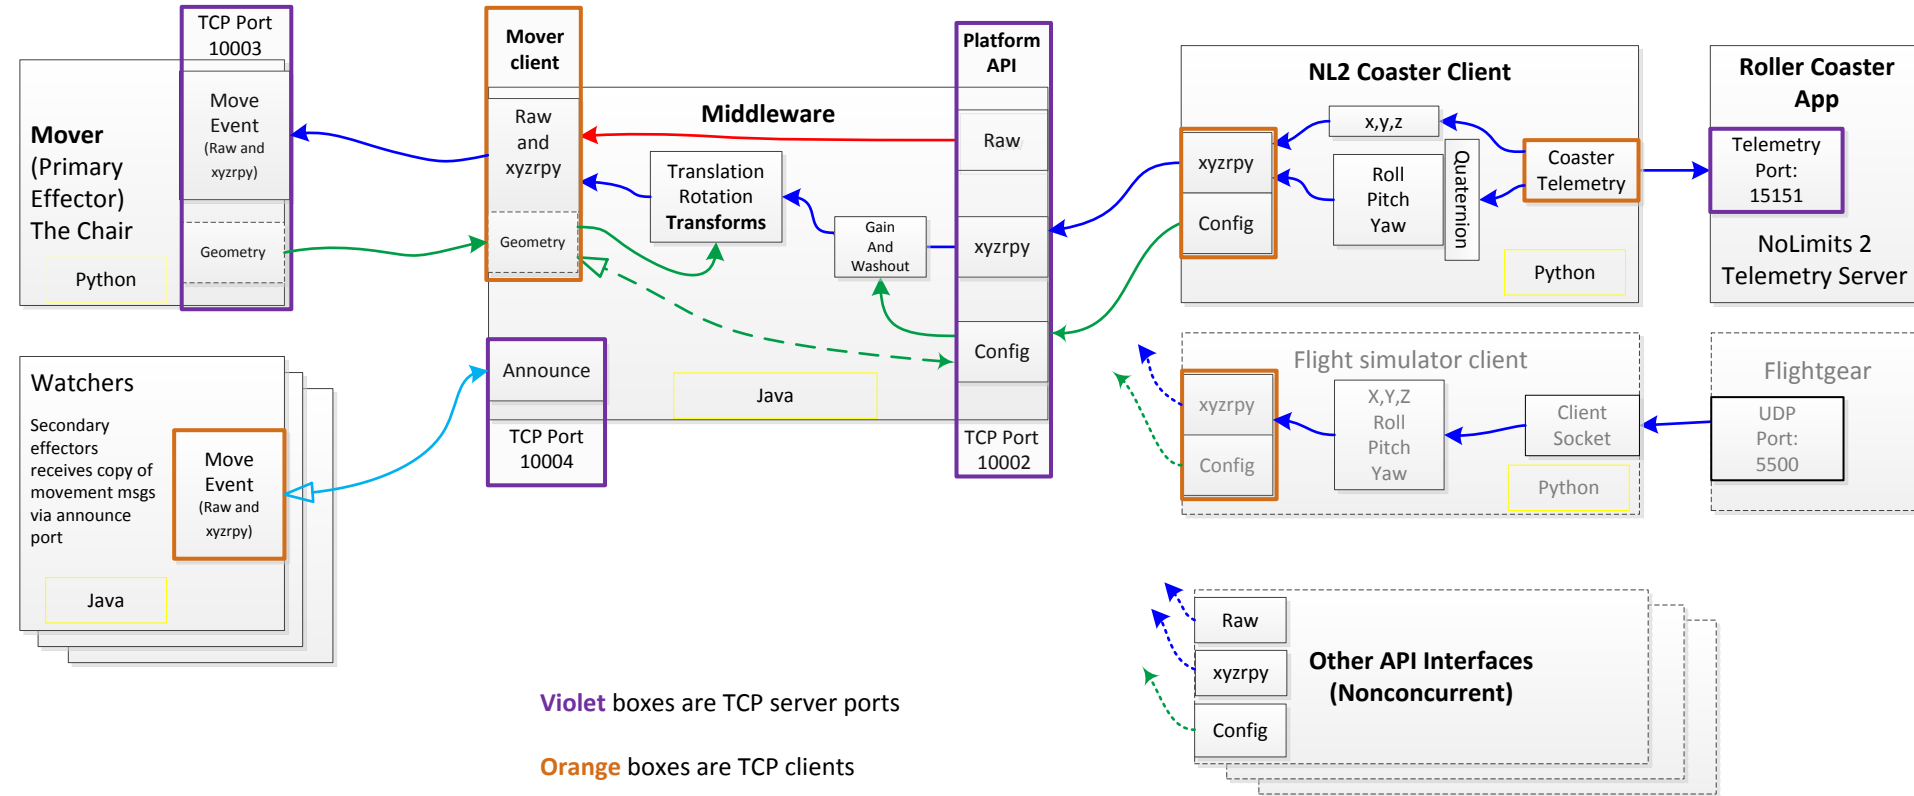 TCP Port
10003
Move
Event
(Raw and
xyzrpy)
Mover
(Primary
Effector)
The Chair
Geometry
Python
Watchers
Secondary
effectors
receives copy of
movement msgs
via announce
port
Move
Event
(Raw and
xyzrpy)
Java
Mover
client
Raw
and
xyzrpy
Geometry
Announce
TCP Port
10004
Middleware
Translation
Rotation
Transforms
Gain
And
Washout
Java
Platform
API
Raw
xyzrpy
Config
TCP Port
10002
NL2 Coaster Client
xyzrpy
Config
x,y,z
Roll
Pitch
Yaw
Quaternion
Coaster
Telemetry
Python
Roller Coaster
App
Telemetry
Port:
15151
NoLimits 2
Telemetry Server
Flight simulator client
xyzrpy
Config
X,Y,Z
Roll
Pitch
Yaw
Client
Socket
Python
Flightgear
UDP
Port:
5500
Raw
xyzrpy
Config
Other API Interfaces
(Nonconcurrent)
Violet boxes are TCP server ports
Orange boxes are TCP clients